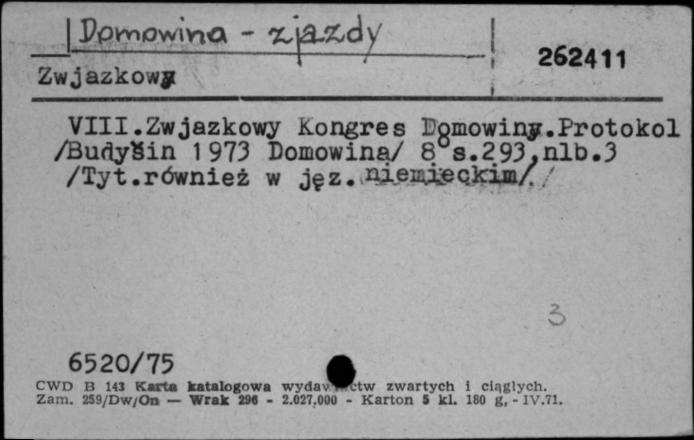 Domowina - zjazdy
262411
Zwjazkowy
VIII.Zwjazkowy Kongres Domowiny.Protokol
/Budyšin 1973 Domowina/ 8° s.293,nlb.3
/Tyt.również w jęz. niemieckim/./
3
6520/75
CWD B 143 Karta katalogowa wydawnictw zwartych i ciągłych.
Zam. 259/Dw/On — Wrak 296 - 2.027.000 - Karton 5 kl. 180 g, - IV.71.